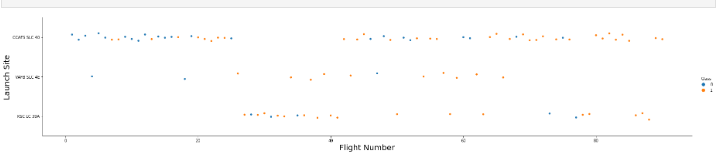 CCAFS SLC 40
VAFB SLC 4E
KSC LC 39A
Launch Site
0
20
40
60
80
Flight Number
Class
0
1